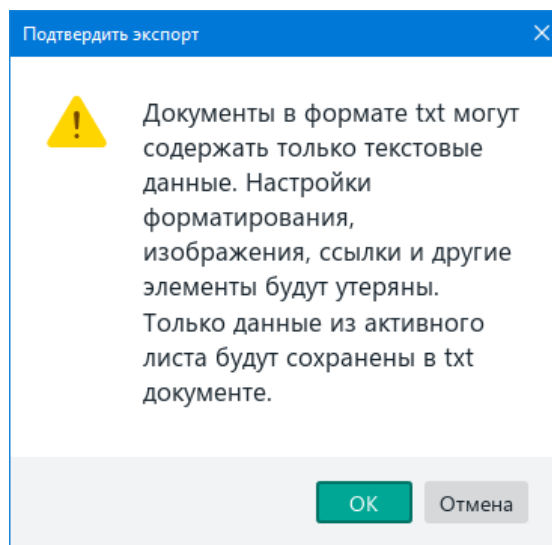 Подтвердить экспорт
Документы в формате txt могут
содержать только текстовые
данные. Настройки
форматирования,
изображения, ссылки и другие
элементы будут утеряны.
Только данные из активного
листа будут сохранены в txt
документе.
ОК
Отмена